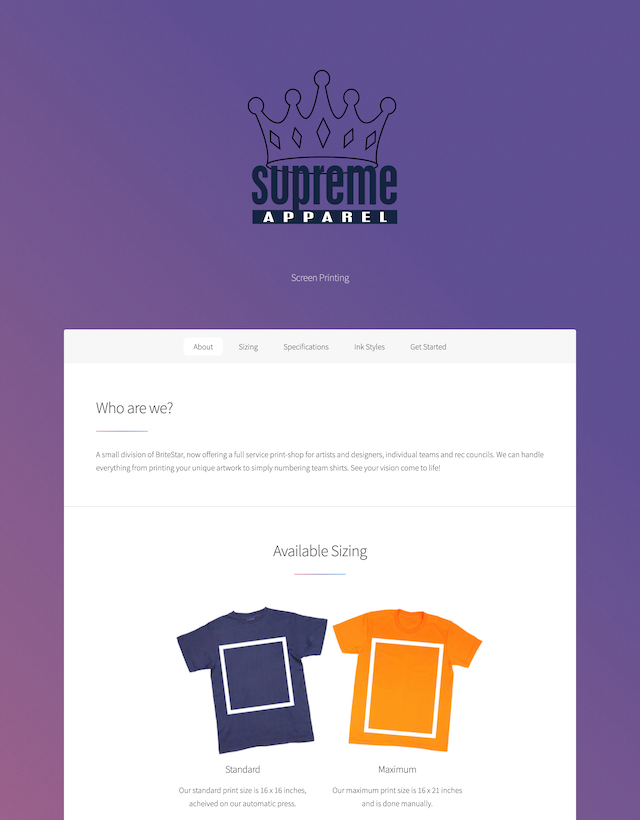 supreme
APPAREL
Screen Printing
About Sizing Specifications Ink Styles Get Started
Who are we?
A small division of BriteStar, now offering a full service print-shop for artists and designers, individual teams and rec councils. We can handle
everything from printing your unique artwork to simply numbering team shirts. See your vision come to life!
Available Sizing
Standard
Our standard print size is 16 x 16 inches,
acheived on our automatic press.
Maximum
Our maximum print size is 16 x 21 inches
and is done manually.